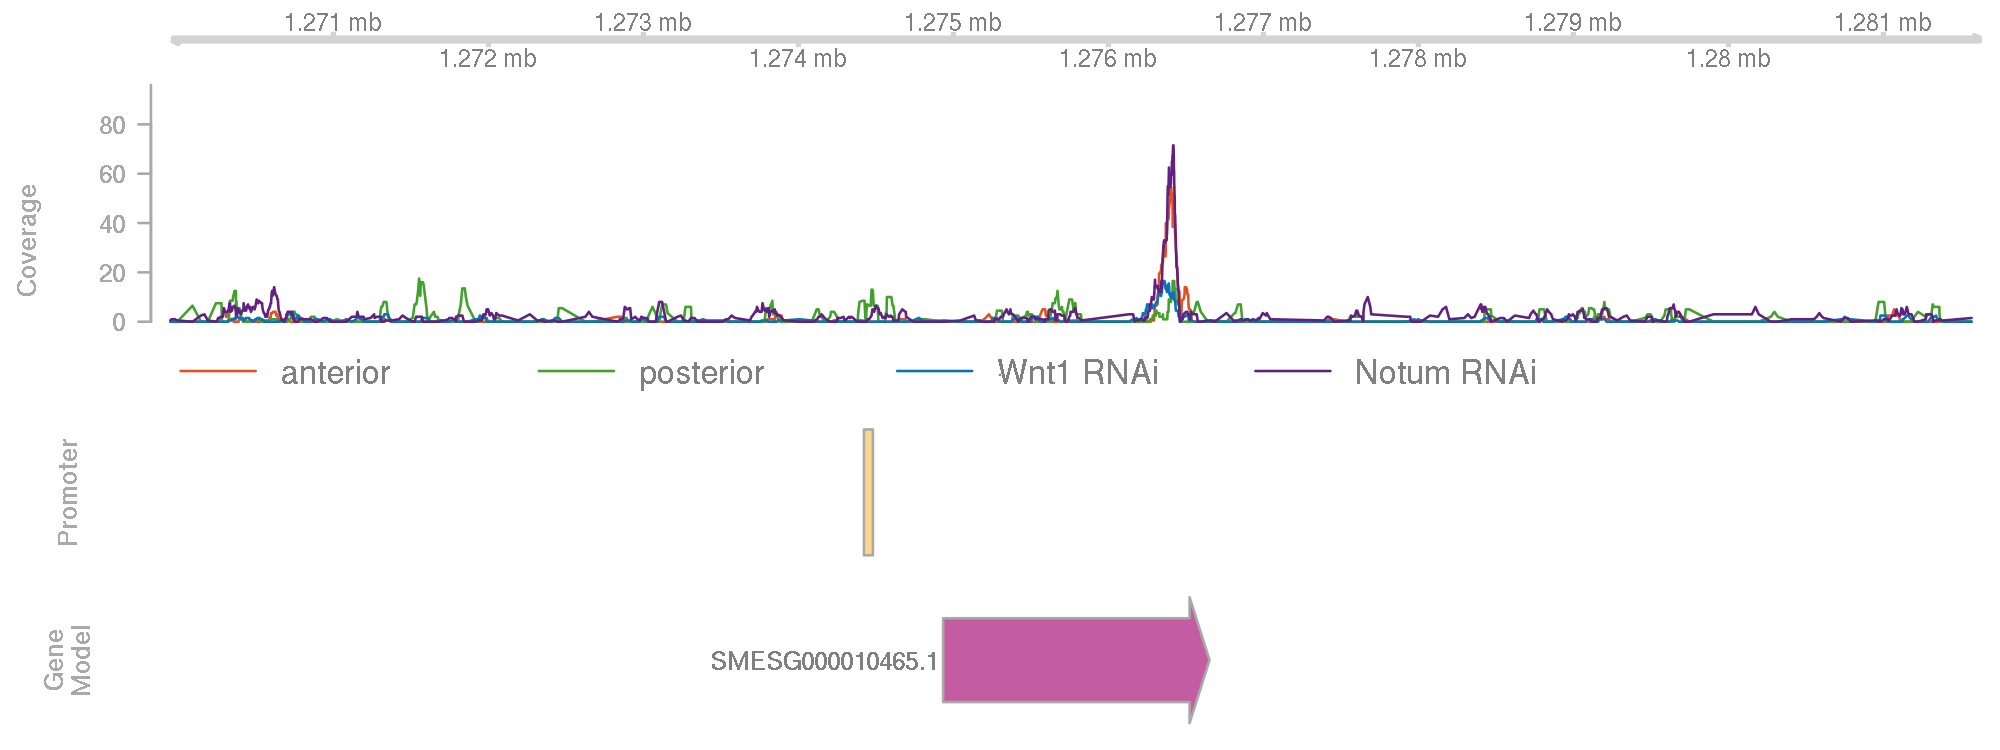 1.271 mb 1.273 mb 1.275 mb 1.277 mb 1.279 mb 1.281 mb
1.272 mb 1.274 mb 1.276 mb 1.278 mb 1.28 mb
Coverage
80
60
40
20
0
anterior posterior Wnt1 RNAi Notum RNAi
Promoter
Gene
Model
SMESG000010465.1